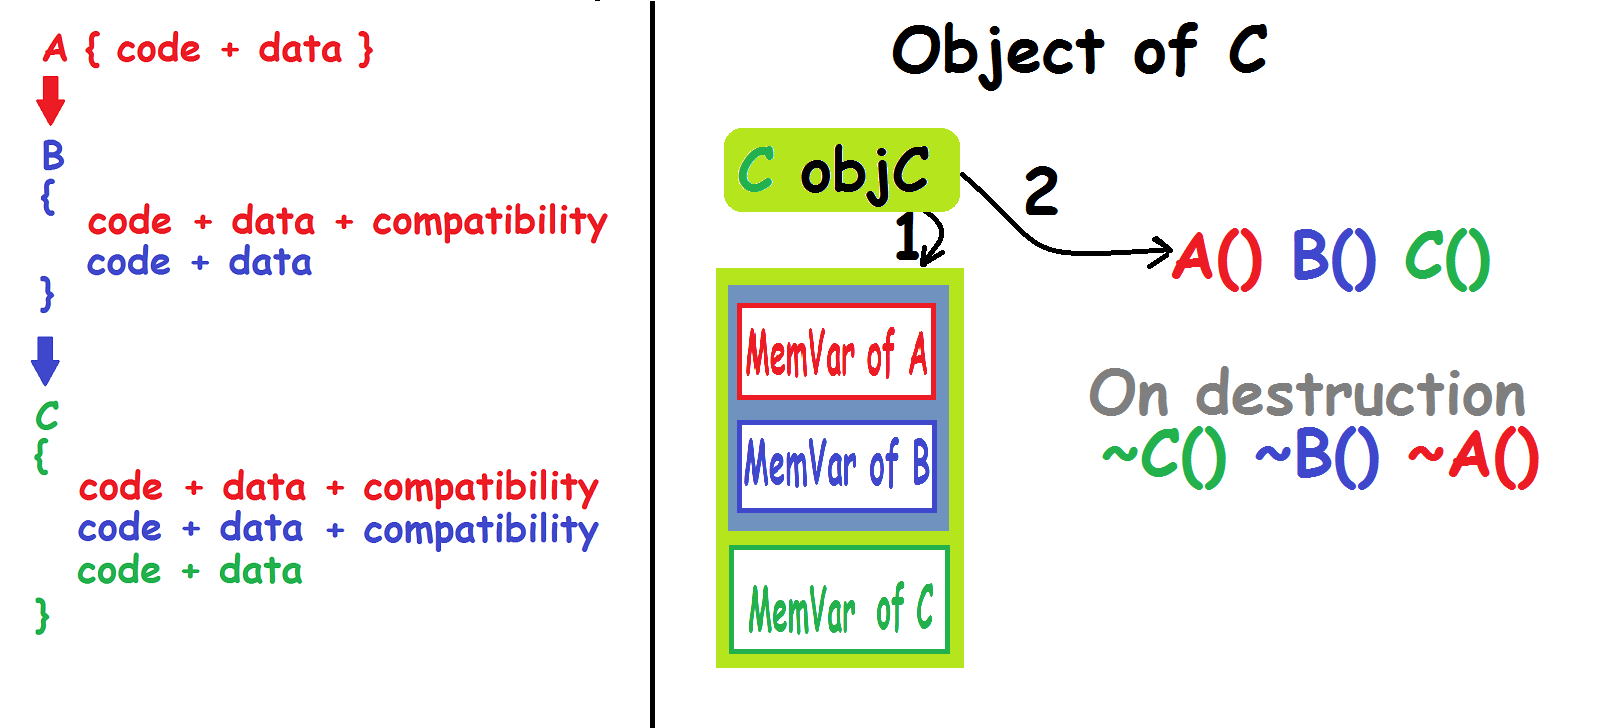 A { code + data }
B
{
code + data + compatibility
code + data
}
C
{
code + data + compatibility
code + data + compatibility
code + data
}
Object of C
C objC
1
2
A() B() C()
MemVar of A
MemVar of B
MemVar of C
On destruction
~C() ~B() ~A()